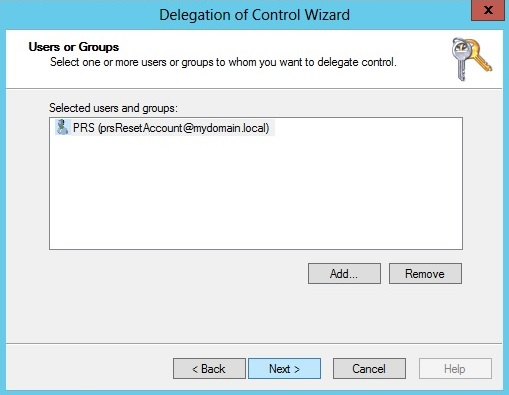 Delegation of Control Wizard
x
Users or Groups
Select one or more users or groups to whom you want to delegate control.
Selected users and groups:
PRS (prsResetAccount@mydomain.local)
Add...
Remove
< Back
Next >
Cancel
Help